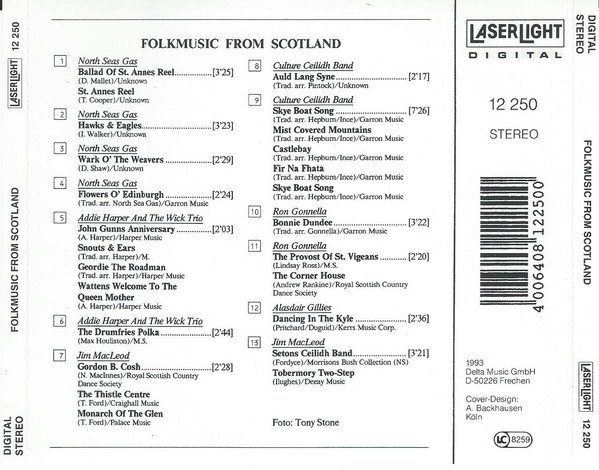 12 250
LASERLIGHT
DIGITAL
FOLKMUSIC FROM SCOTLAND
DIGITAL
STEREO
FOLKMUSIC FROM SCOTLAND
1 North Seas Gas
Ballad Of St. Annes Reel................[3'25]
(D. Mallet)/Unknown
St. Annes Reel
(T. Cooper)/Unknown
2 North Seas Gas
Hawks & Eagles................[3'23]
(I. Walker)/Unknown
3 North Seas Gas
Wark O' The Weavers................[2'29]
(D. Shaw)/Unknown
4 North Seas Gas
Flowers O' Edinburgh................[2'24]
(Trad. arr. North Sea Gas)/Garron Music
5 Addie Harper And The Wick Trio
John Gunns Anniversary................[2'03]
(A. Harper)/Harper Music
Snouts & Ears
(Trad. arr. Harper)/M.
Geordie The Roadman
(Trad. arr. Harper)/Harper Music
Wattens Welcome To The
Queen Mother
(A. Harper)/Harper Music
6 Addie Harper And The Wick Trio
The Drumfries Polka................[2'44]
(Max Houliston)/M.S.
7 Jim MacLeod
Gordon B. Cosh................[2'28]
(N. MacInnes)/Royal Scottish Country
Dance Society
The Thistle Centre
(T. Ford)/Craighall Music
Monarch Of The Glen
(T. Ford)/Palace Music
8 Culture Ceilidh Band
Auld Lang Syne................[2'17]
(Trad. arr. Pintock)/Unknown
9 Culture Ceilidh Band
Skye Boat Song................[7'26]
(Trad. arr. Hepburn/Ince)/Garron Music
Mist Covered Mountains
(Trad. arr. Hepburn/Ince)/Garron Music
Castlebay
(Trad. arr. Hepburn/Ince)/Garron Music
Fir Na Fhata
(Trad. arr. Hepburn/Ince)/Garron Music
Skye Boat Song
(Trad. arr. Hepburn/Ince)/Garron Music
10 Ron Gonnella
Bonnie Dundee................[3'22]
(Trad. arr. Gonnella)/Garron Music
11 Ron Gonnella
The Provost Of St. Vigeans................[2'20]
(Lindsay Ross)/M.S.
The Corner House
(Andrew Rankine)/Royal Scottish Country
Dance Society
12 Alasdair Gillies
Dancing In The Kyle................[2'36]
(Pritchard/Duguid)/Kerrs Music Corp.
13 Jim MacLeod
Setons Ceilidh Band................[3'21]
(Fordyce)/Morrisons Bush Collection (NS)
Tobermory Two-Step
(Ilughes)/Deeay Music
Foto: Tony Stone
LASERLIGHT
DIGITAL
12 250
STEREO
4 006408 122500
1993
Delta Music GmbH
D-50226 Frechen
Cover-Design:
A. Backhausen
Köln
LC 8259
DIGITAL
STEREO
FOLKMUSIC FROM SCOTLAND
LASERLIGHT
DIGITAL
12 250